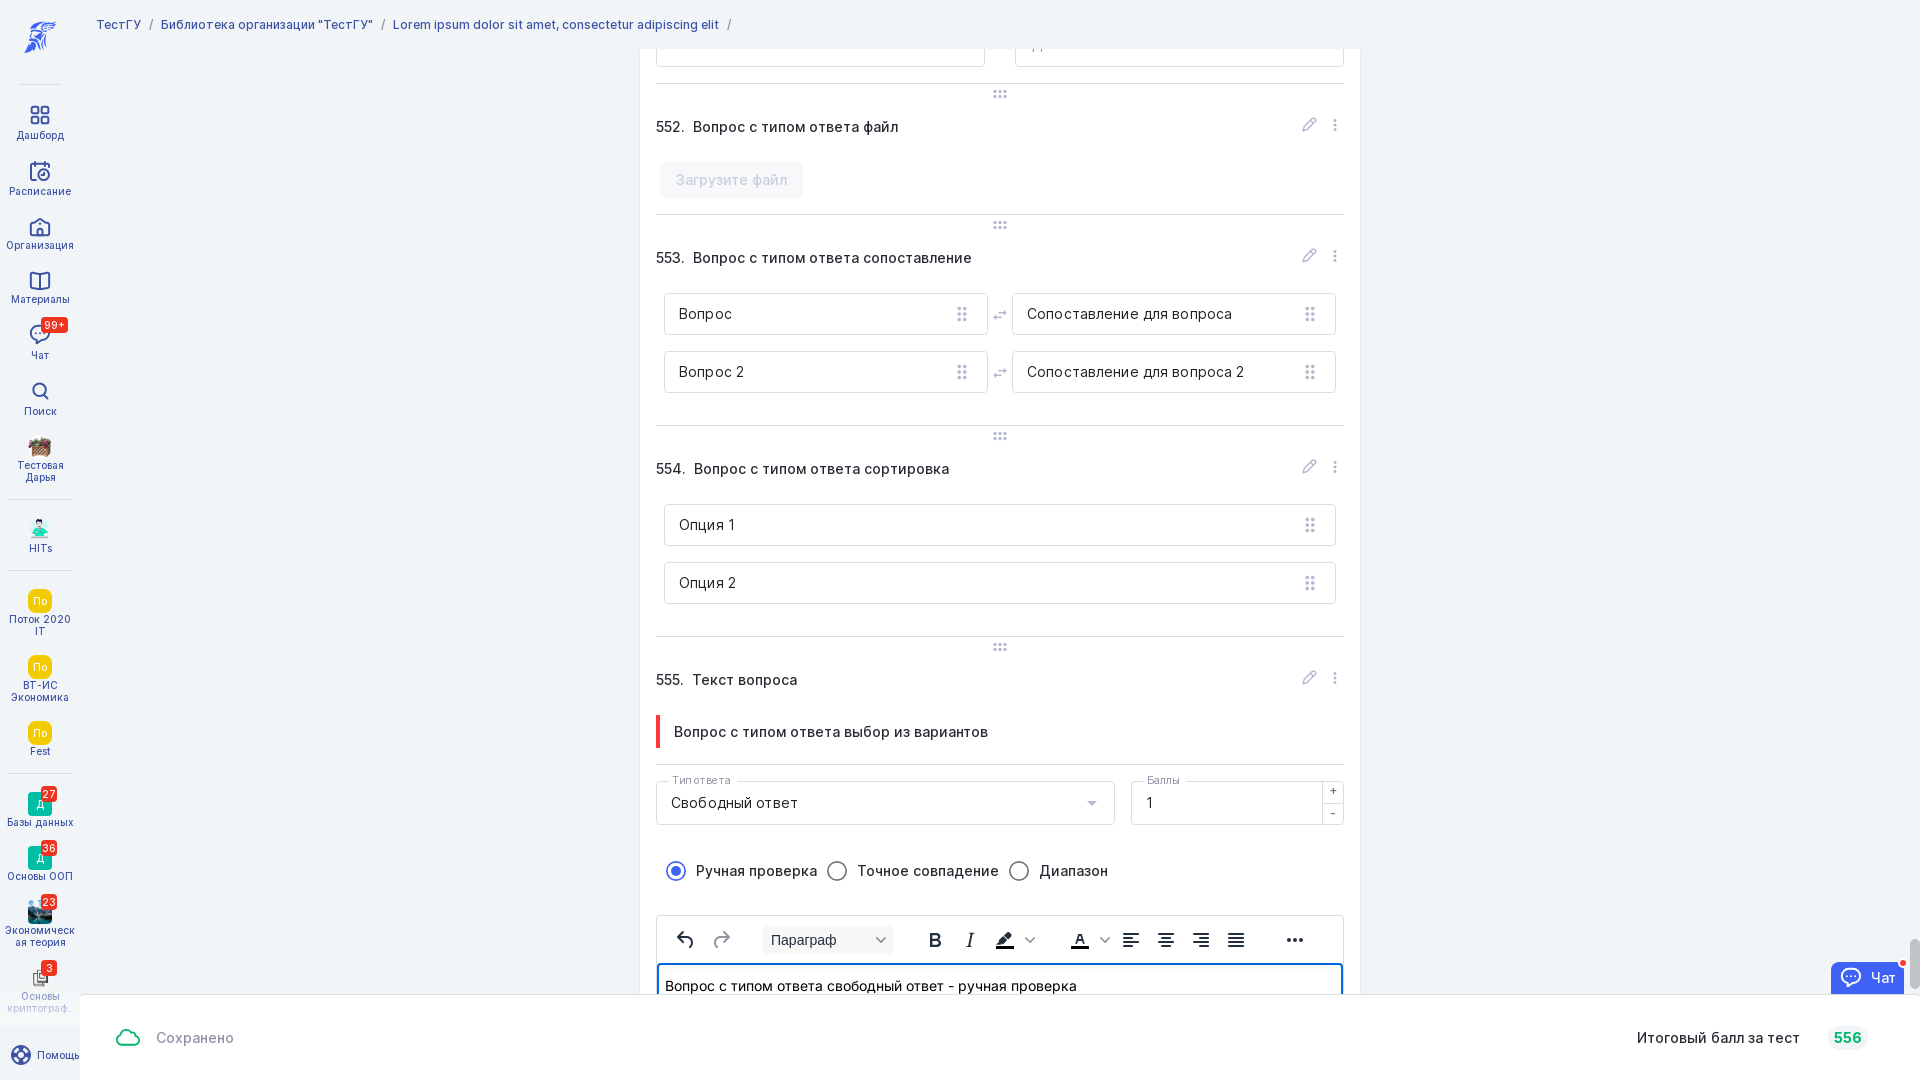 ТестГУ / Библиотека организации "ТестГУ" / Lorem ipsum dolor sit amet, consectetur adipiscing elit /
Дашборд
Расписание
Организация
Материалы
99+
Чат
Поиск
Тестовая
Дарья
HITs
По
Поток 2020
IT
По
ВТ-ИС
Экономика
По
Fest
27
Д
Базы данных
36
Д
Основы ООП
23
Экономическ
ая теория
3
Основы
криптограф...
Помощь
552. Вопрос с типом ответа файл
Загрузите файл
553. Вопрос с типом ответа сопоставление
Вопрос
Сопоставление для вопроса
Вопрос 2
Сопоставление для вопроса 2
554. Вопрос с типом ответа сортировка
Опция 1
Опция 2
555. Текст вопроса
Вопрос с типом ответа выбор из вариантов
Тип ответа
Свободный ответ
Баллы
1
+
-
Ручная проверка
Точное совпадение
Диапазон
Параграф
Вопрос с типом ответа свободный ответ - ручная проверка
Чат
Сохранено
Итоговый балл за тест 556